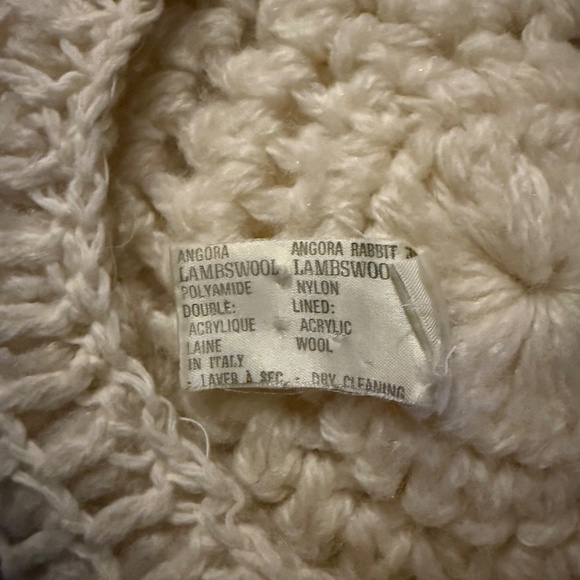 ANGORA ANGORA RABBIT
LAMBSWOOL LAMBSWOO
POLYAMIDE NYLON
DOUBLE: LINED:
ACRYLIQUE ACRYLIC
LAINE WOOL
IN ITALY
- LAVER À SEC. - DRY CLEANING